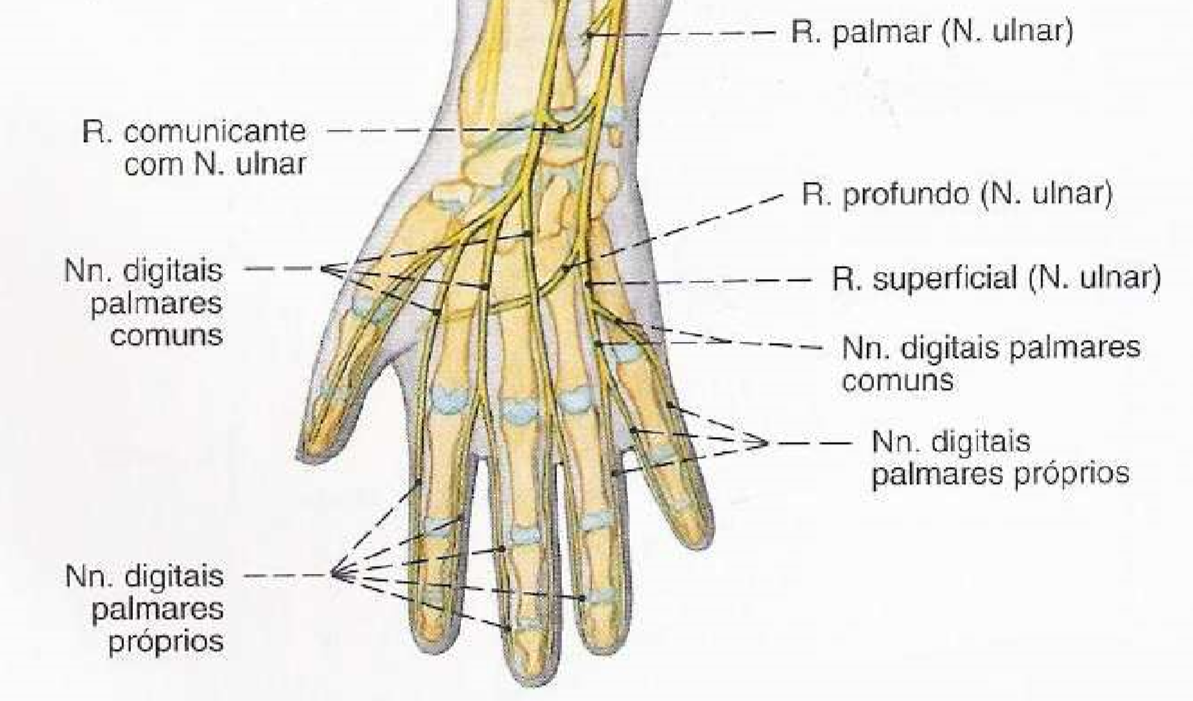 R. palmar (N. ulnar)
R. comunicante
com N. ulnar
R. profundo (N. ulnar)
Nn. digitais
palmares
comuns
R. superficial (N. ulnar)
Nn. digitais palmares
comuns
Nn. digitais
palmares próprios
Nn. digitais
palmares
próprios